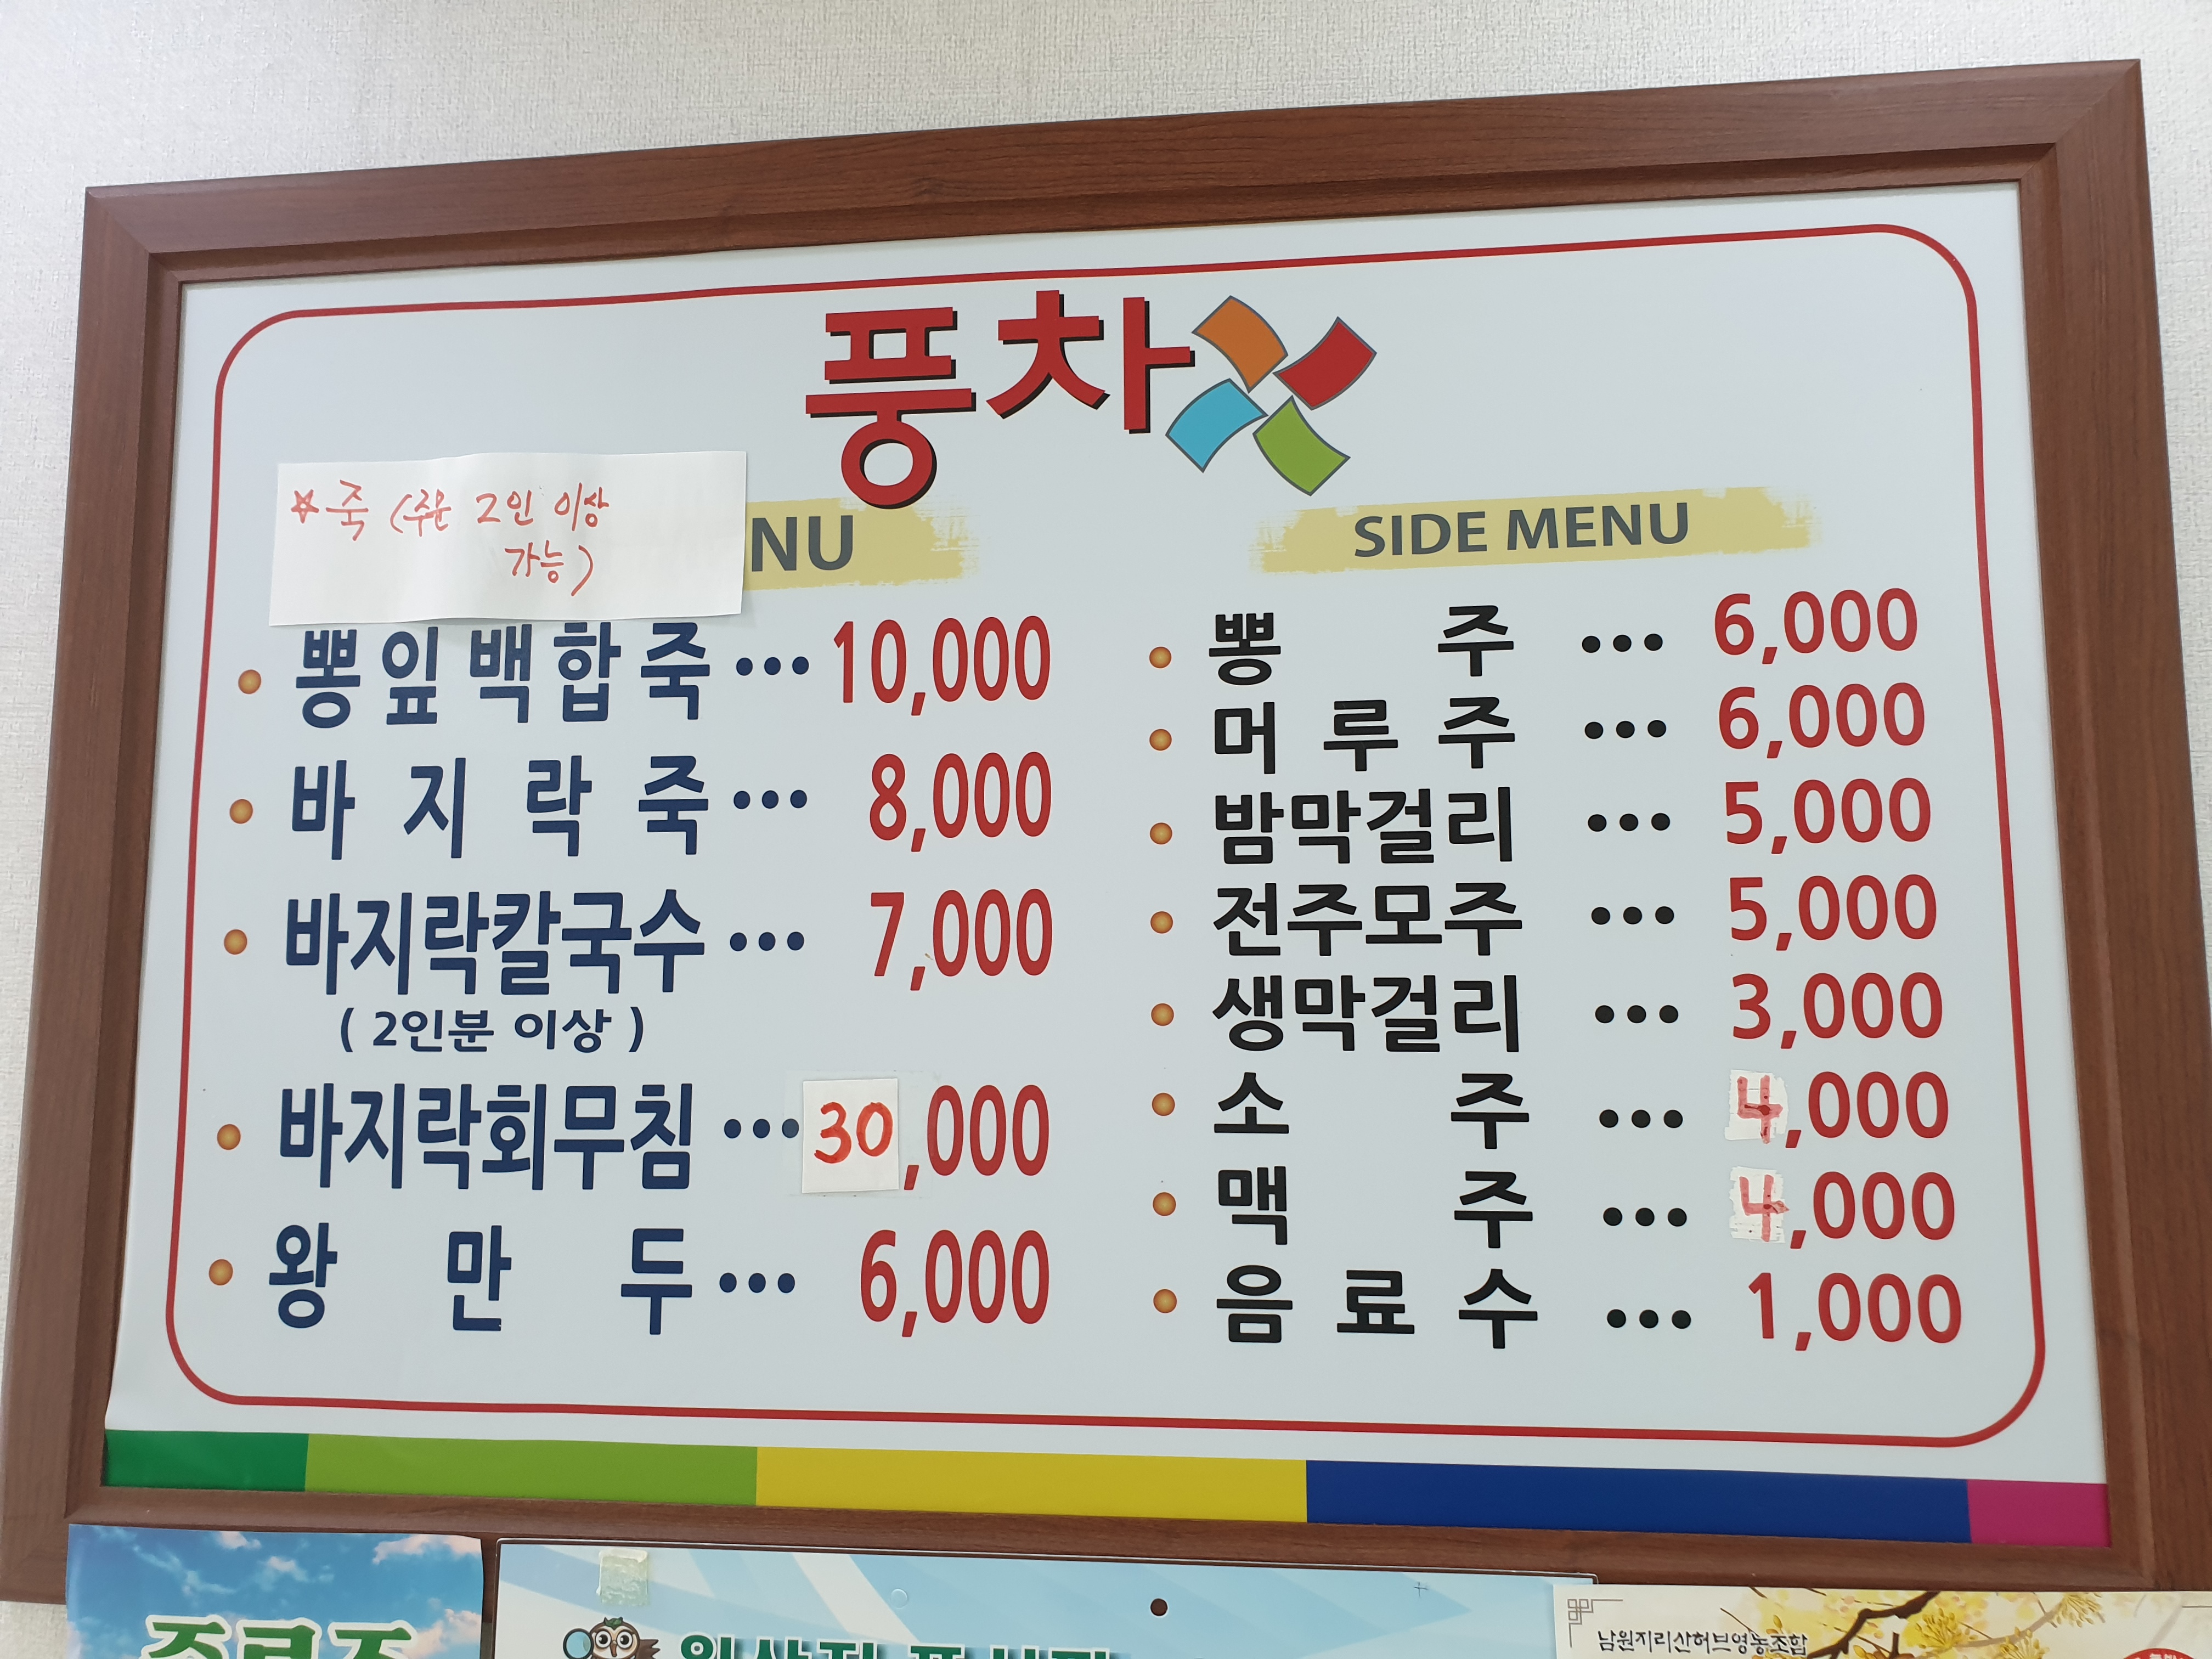 풍차
★죽 (주문 2인 이상
가능)
NU
뽕잎백합죽 ··· 10,000
바지락죽 ··· 8,000
바지락칼국수 ··· 7,000
( 2인분 이상 )
바지락회무침 ··· 30,000
왕만두 ··· 6,000
SIDE MENU
뽕주 ··· 6,000
머루주 ··· 6,000
밤막걸리 ··· 5,000
전주모주 ··· 5,000
생막걸리 ··· 3,000
소주 ··· 4,000
맥주 ··· 4,000
음료수 ··· 1,000
남원지리산허브영농조합